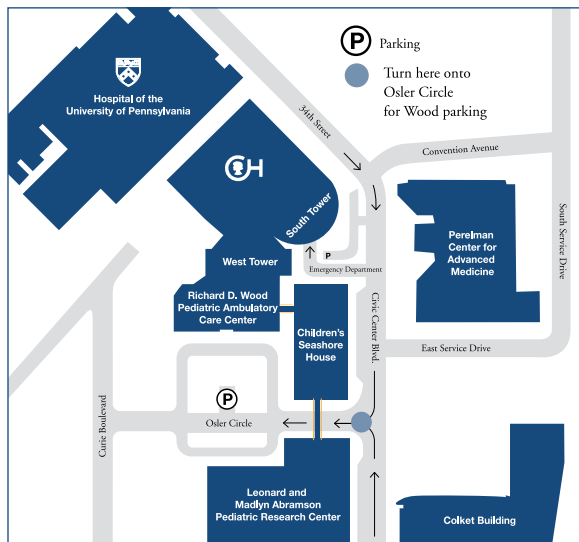 P Parking
Turn here onto
Osler Circle
for Wood parking
Hospital of the
University of Pennsylvania
34th Street
Convention Avenue
CH
South Tower
South Service Drive
Perelman
Center for
Advanced
Medicine
P
West Tower
Emergency Department
Richard D. Wood
Pediatric Ambulatory
Care Center
Children's
Seashore
House
Civic Center Blvd.
East Service Drive
P
Curie Boulevard
Osler Circle
Leonard and
Madlyn Abramson
Pediatric Research Center
Colket Building